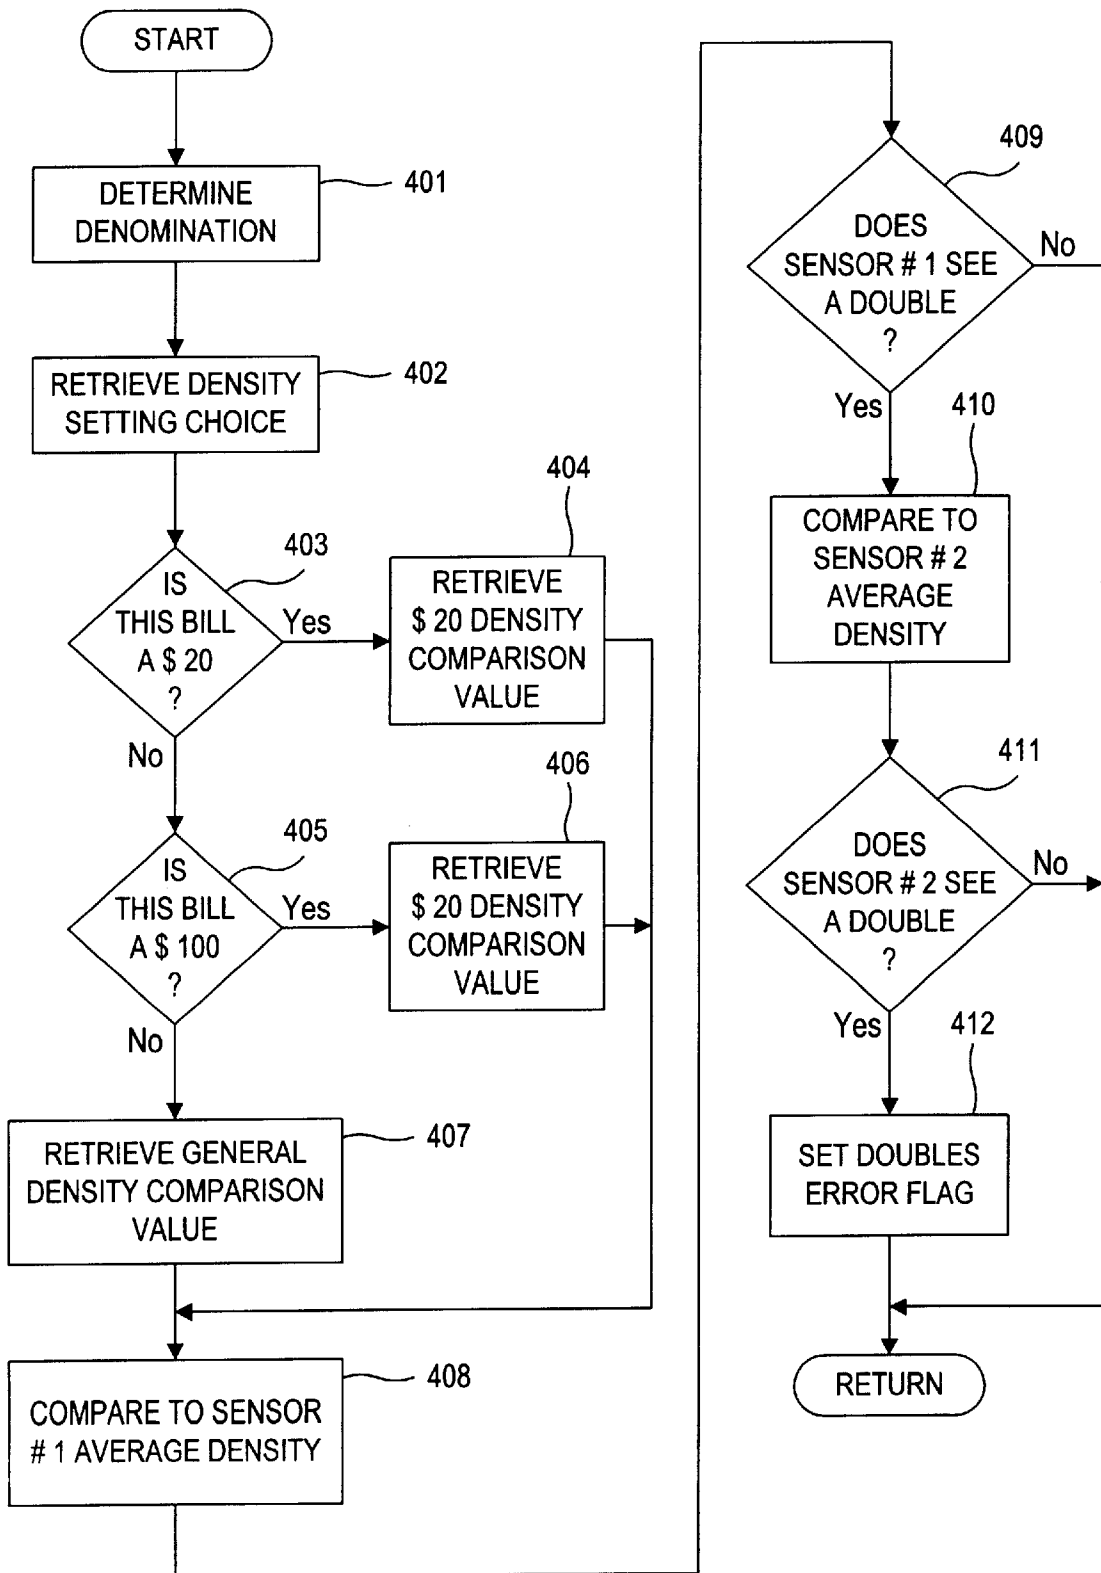 START
DETERMINE
DENOMINATION
401
RETRIEVE DENSITY
SETTING CHOICE
402
IS
THIS BILL
A $ 20
?
403
Yes
No
RETRIEVE
$ 20 DENSITY
COMPARISON
VALUE
404
IS
THIS BILL
A $ 100
?
405
Yes
No
RETRIEVE
$ 20 DENSITY
COMPARISON
VALUE
406
RETRIEVE GENERAL
DENSITY COMPARISON
VALUE
407
COMPARE TO SENSOR
# 1 AVERAGE DENSITY
408
DOES
SENSOR # 1 SEE
A DOUBLE
?
409
No
Yes
COMPARE TO
SENSOR # 2
AVERAGE
DENSITY
410
DOES
SENSOR # 2 SEE
A DOUBLE
?
411
No
Yes
SET DOUBLES
ERROR FLAG
412
RETURN